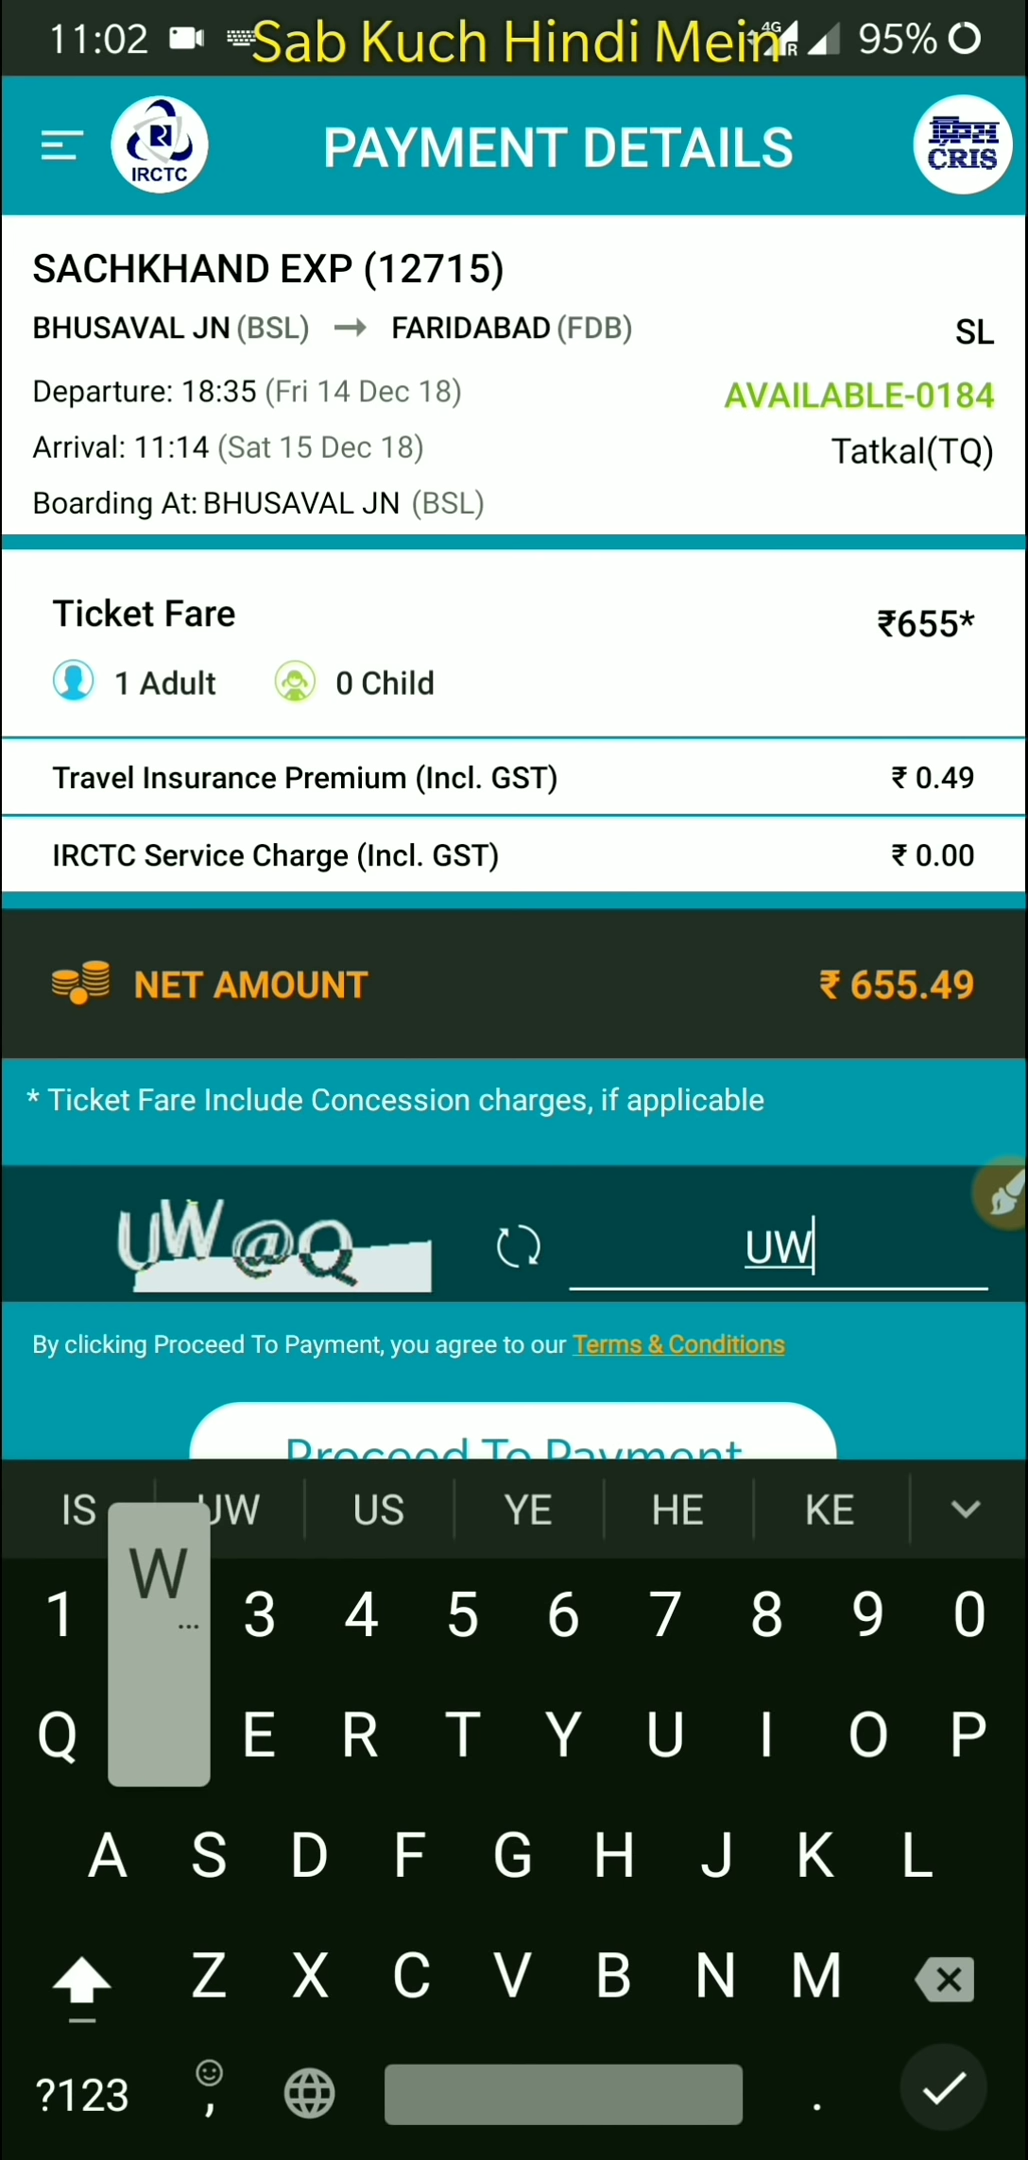 11:02 Sab Kuch Hindi Mein 4G R 95%
IRCTC
PAYMENT DETAILS
क्रिस
CRIS
SACHKHAND EXP (12715)
BHUSAVAL JN (BSL) → FARIDABAD (FDB)
SL
Departure: 18:35 (Fri 14 Dec 18)
AVAILABLE-0184
Arrival: 11:14 (Sat 15 Dec 18)
Tatkal(TQ)
Boarding At: BHUSAVAL JN (BSL)
Ticket Fare
₹655*
1 Adult 0 Child
Travel Insurance Premium (Incl. GST) ₹ 0.49
IRCTC Service Charge (Incl. GST) ₹ 0.00
NET AMOUNT ₹ 655.49
* Ticket Fare Include Concession charges, if applicable
UW@Q UW
By clicking Proceed To Payment, you agree to our Terms & Conditions
Proceed To Payment
IS UW US YE HE KE
1 W ... 3 4 5 6 7 8 9 0
Q E R T Y U I O P
A S D F G H J K L
Z X C V B N M
?123 , .